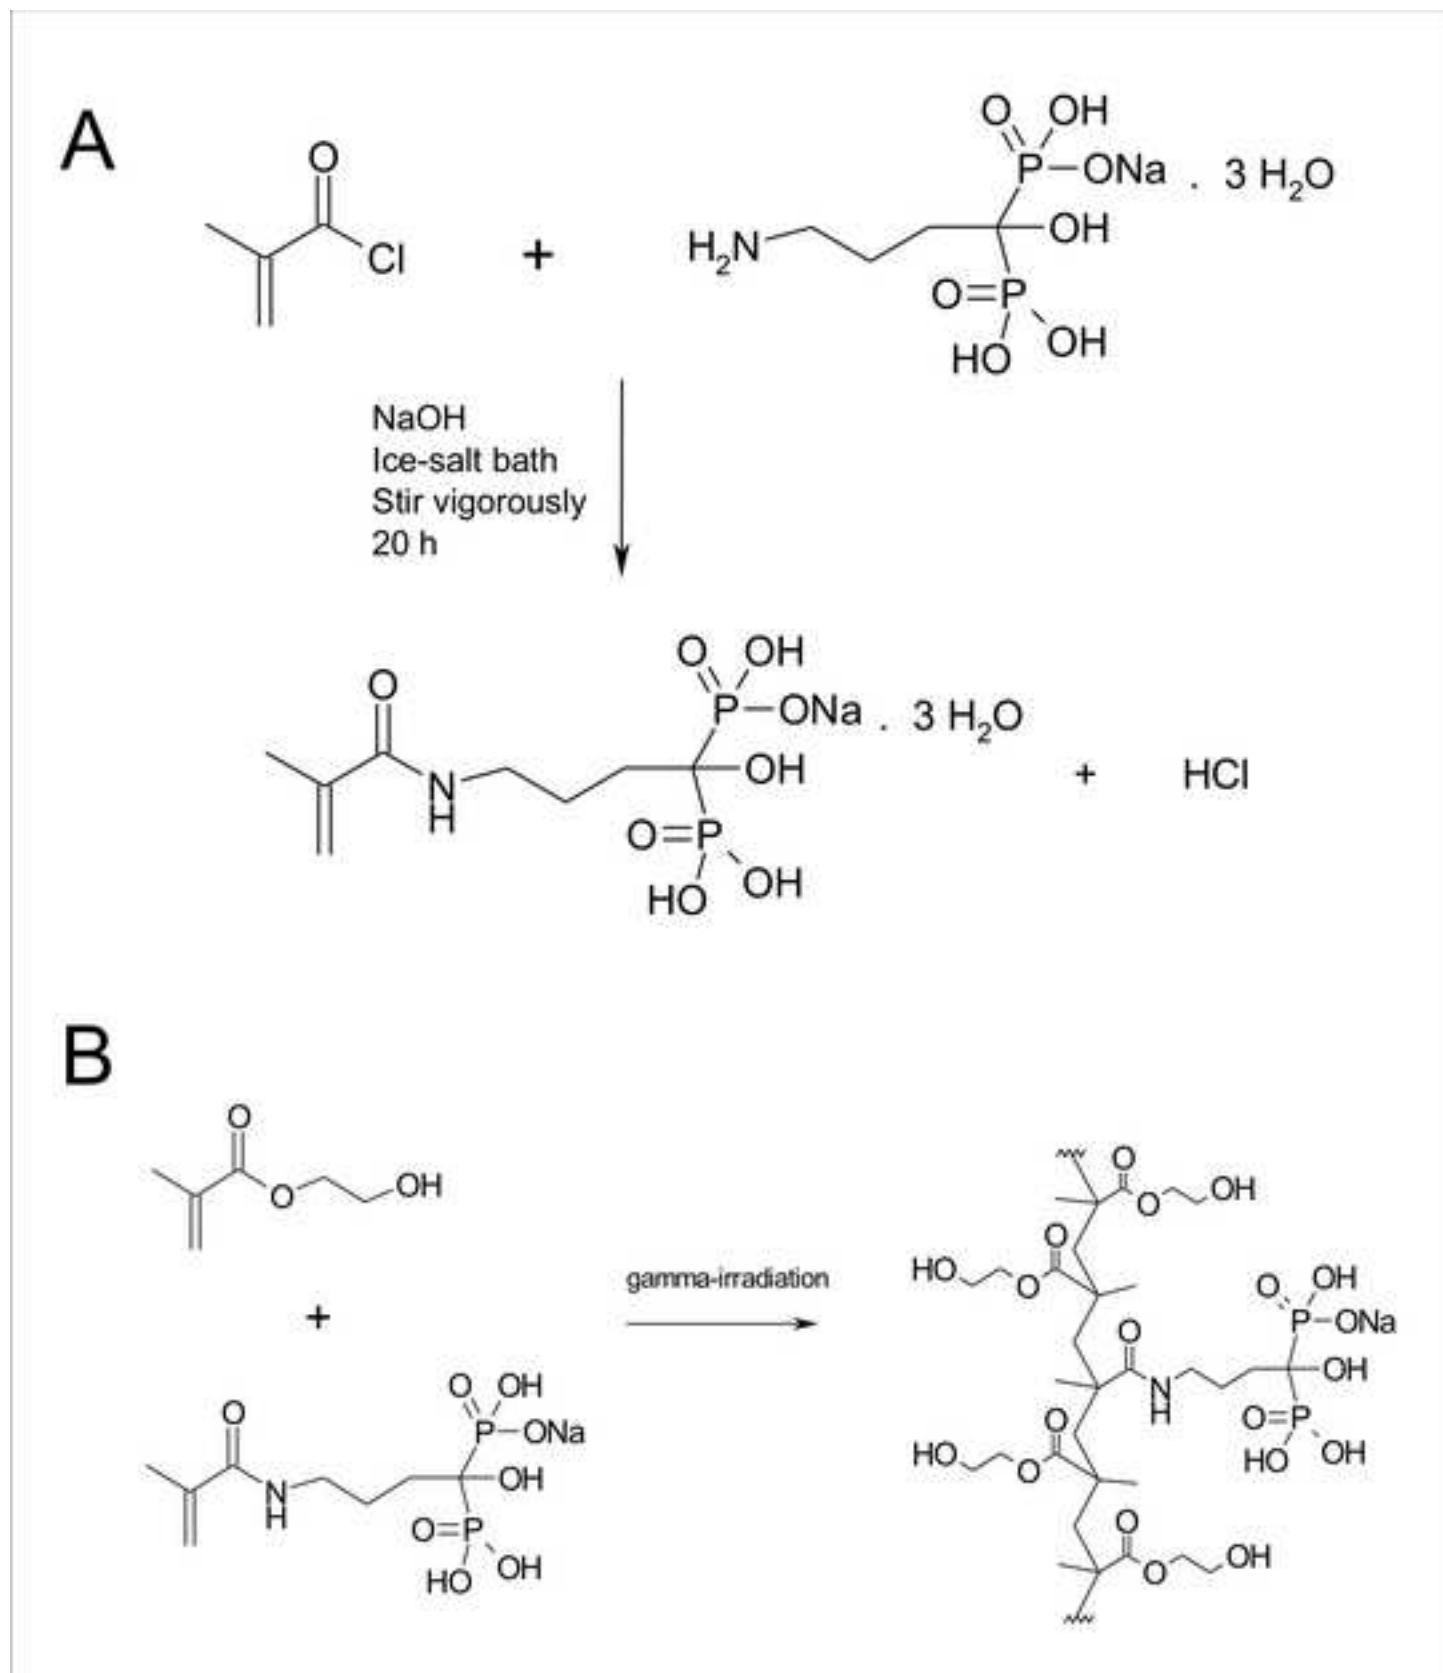 A
O
Cl
+
H₂N
O OH
P ONa . 3 H₂O
OH
O P
HO OH
NaOH
Ice-salt bath
Stir vigorously
20 h
O
N
H
O OH
P ONa . 3 H₂O
OH
O P
HO OH
+ HCl
B
O
O OH
+
O
N
H
O OH
P ONa
OH
O P
HO OH
gamma-irradiation
O
O OH
O
HO O
O
N
H
O OH
P ONa
OH
O P
HO OH
O
HO O
O
O OH